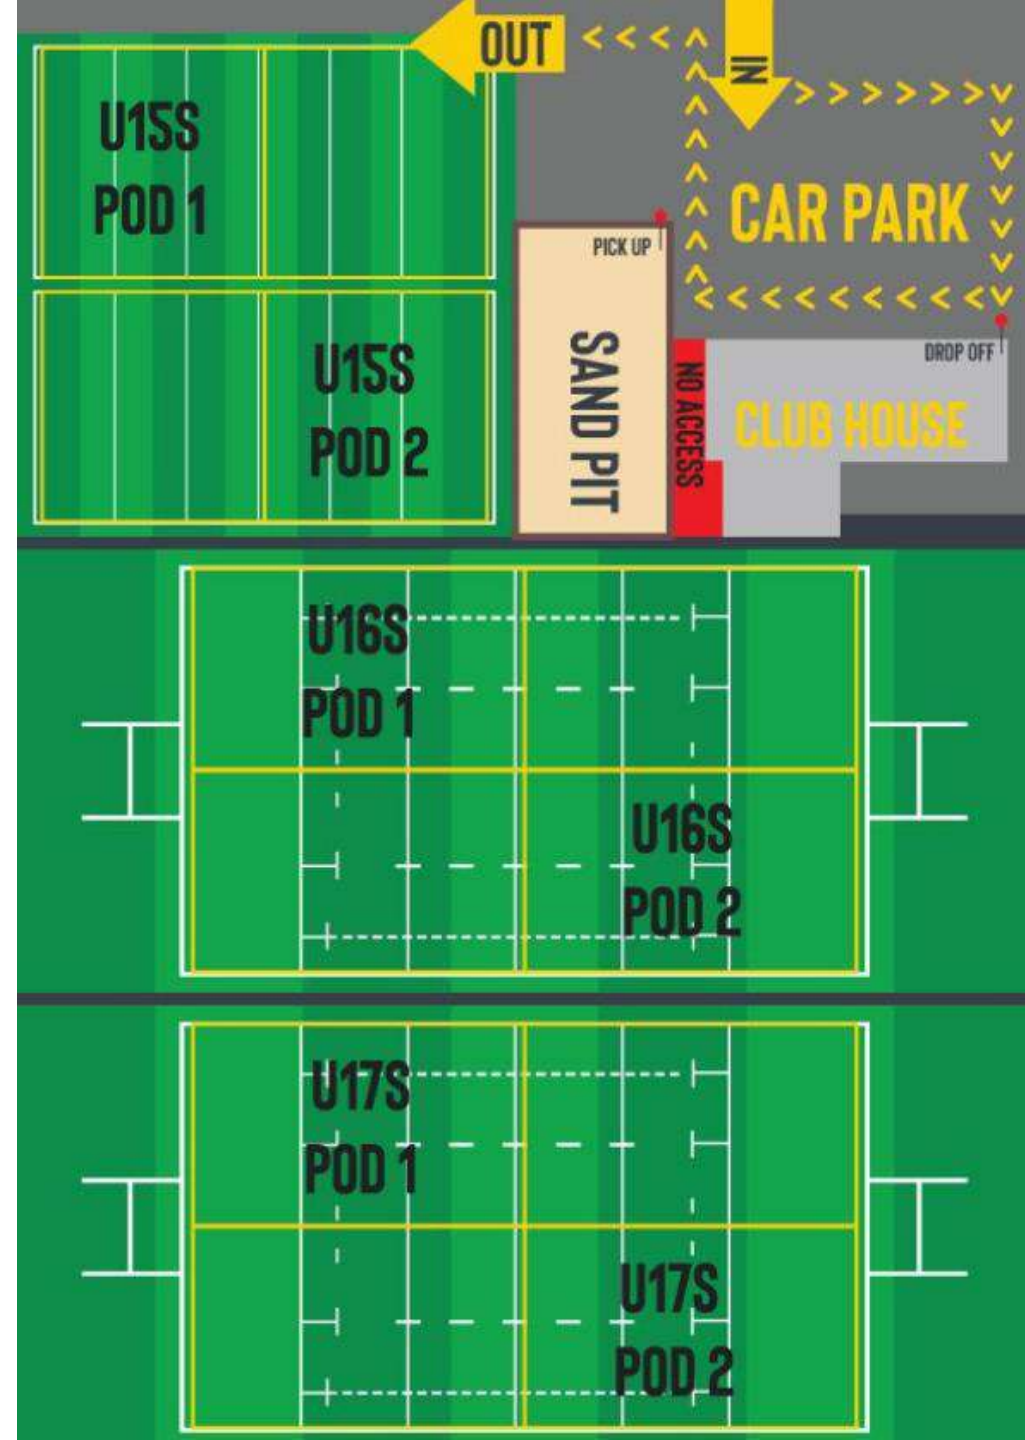 OUT
IN
U15S
POD 1
CAR PARK
PICK UP
SAND PIT
NO ACCESS
DROP OFF
CLUB HOUSE
U15S
POD 2
U16S
POD 1
U16S
POD 2
U17S
POD 1
U17S
POD 2